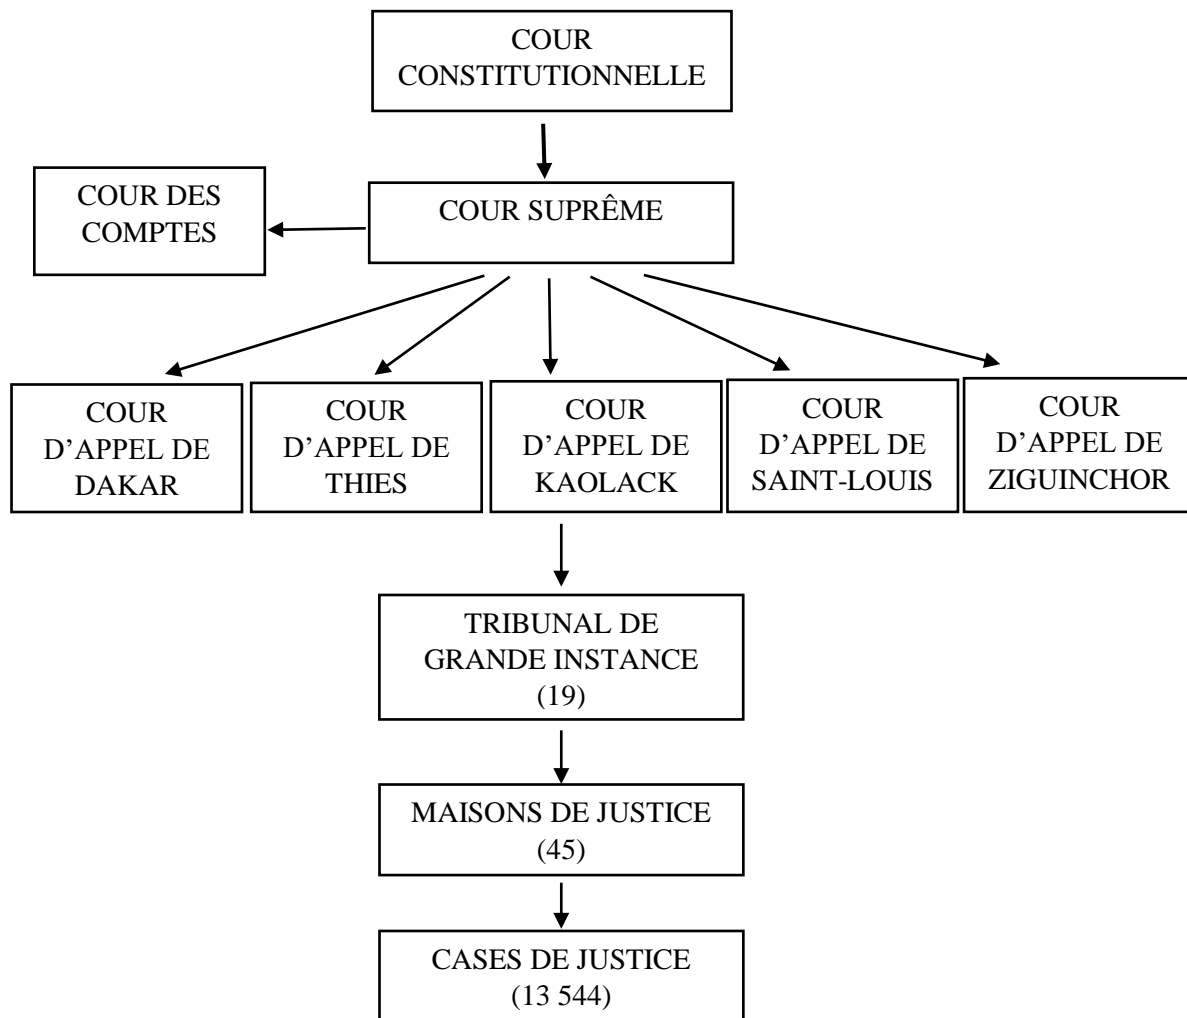 COUR
CONSTITUTIONNELLE
COUR DES
COMPTES
COUR SUPRÊME
COUR
D’APPEL DE
DAKAR
COUR
D’APPEL DE
THIES
COUR
D’APPEL DE
KAOLACK
COUR
D’APPEL DE
SAINT-LOUIS
COUR
D’APPEL DE
ZIGUINCHOR
TRIBUNAL DE
GRANDE INSTANCE
(19)
MAISONS DE JUSTICE
(45)
CASES DE JUSTICE
(13 544)